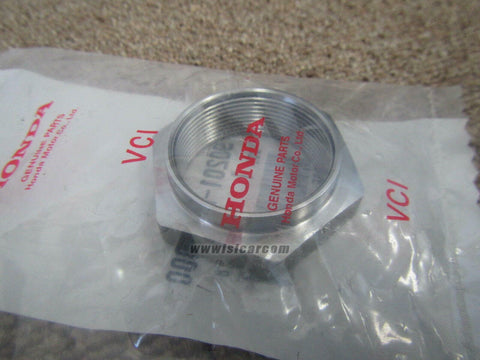 HONDA
GENUINE PARTS
Honda Motor.Co.,Ltd
VCI
HONDA
GENUINE PARTS
Honda Motor.Co.,Ltd
VCI
www.isicar.com